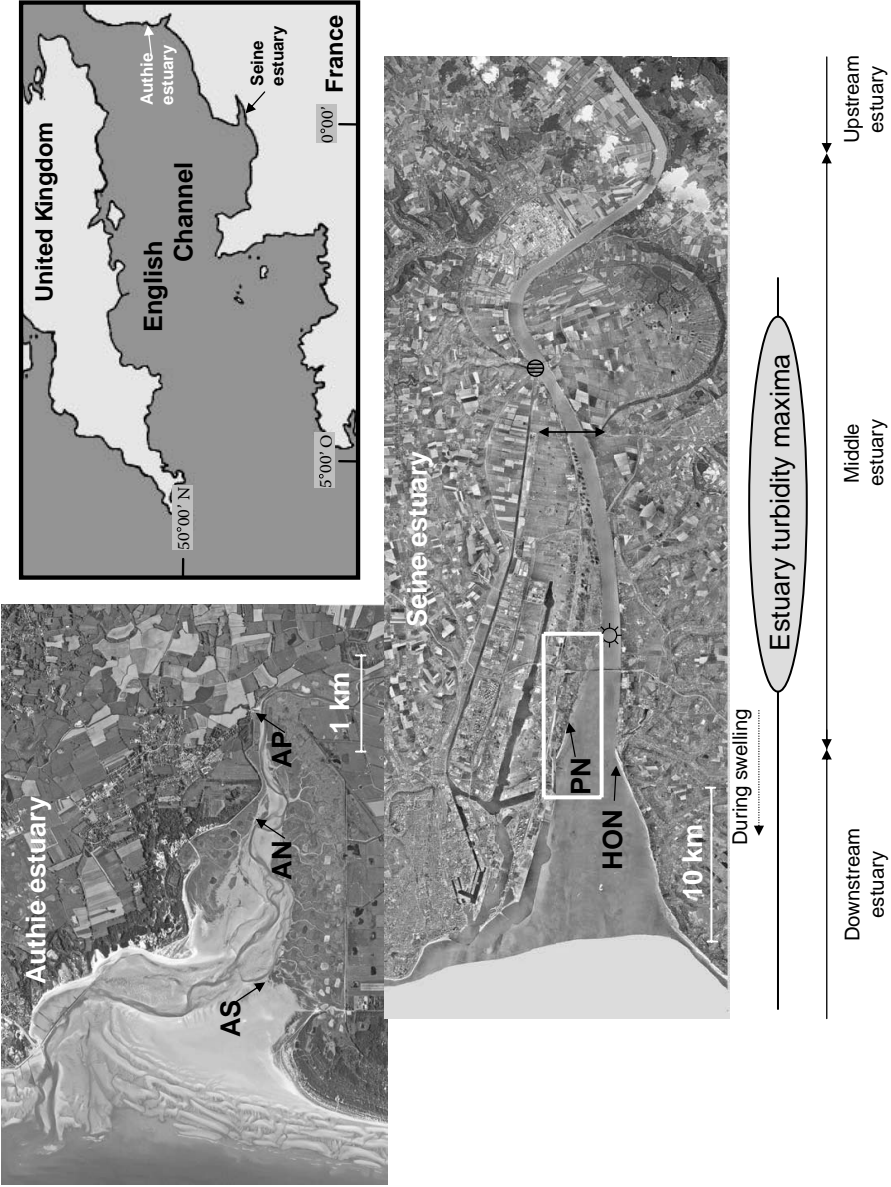 United Kingdom
English
Channel
Authie
estuary
Seine
estuary
France
50°00' N
5°00' O
0°00'
Authie estuary
AS
AN
AP
1 km
Seine estuary
PN
HON
10 km
During swelling
Estuary turbidity maxima
Downstream
estuary
Middle
estuary
Upstream
estuary